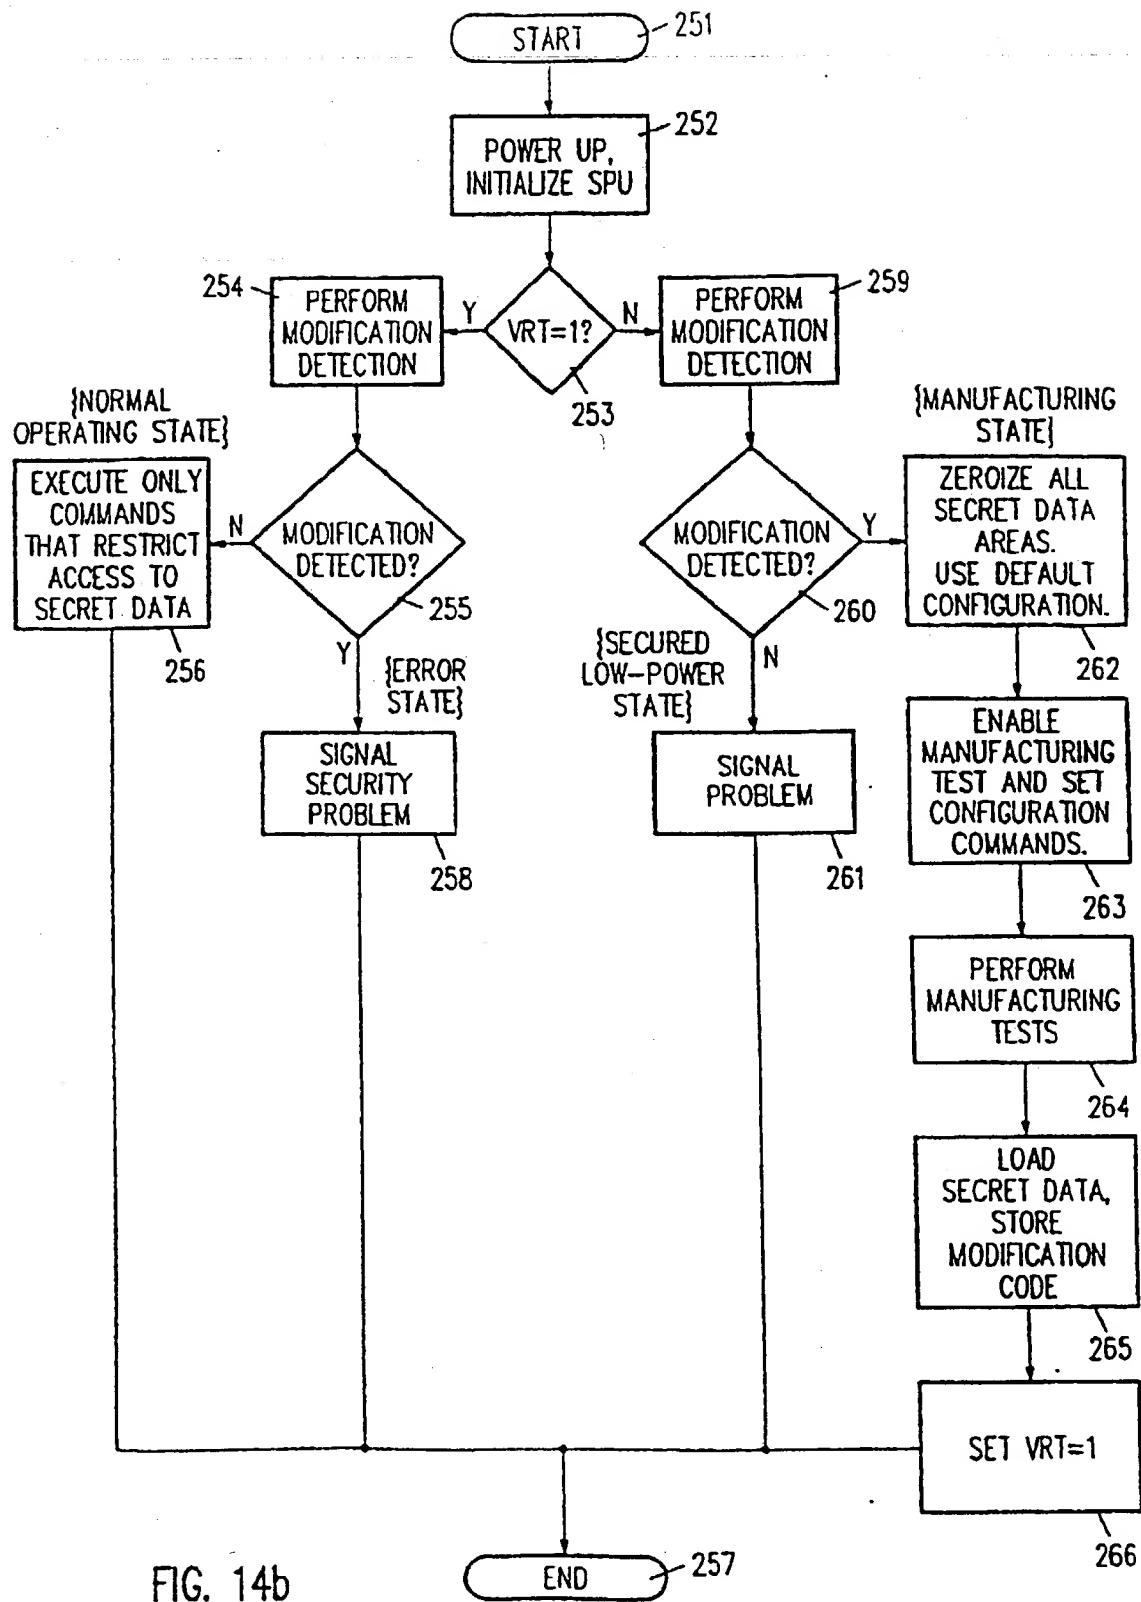 START
251
POWER UP,
INITIALIZE SPU
252
VRT=1?
253
Y
N
254
PERFORM
MODIFICATION
DETECTION
259
PERFORM
MODIFICATION
DETECTION
{NORMAL
OPERATING STATE}
EXECUTE ONLY
COMMANDS
THAT RESTRICT
ACCESS TO
SECRET DATA
256
N
MODIFICATION
DETECTED?
255
Y
{ERROR
STATE}
SIGNAL
SECURITY
PROBLEM
258
MODIFICATION
DETECTED?
260
Y
N
{SECURED
LOW-POWER
STATE}
SIGNAL
PROBLEM
261
{MANUFACTURING
STATE}
ZEROIZE ALL
SECRET DATA
AREAS.
USE DEFAULT
CONFIGURATION.
262
ENABLE
MANUFACTURING
TEST AND SET
CONFIGURATION
COMMANDS.
263
PERFORM
MANUFACTURING
TESTS
264
LOAD
SECRET DATA,
STORE
MODIFICATION
CODE
265
SET VRT=1
266
END
257
FIG. 14b